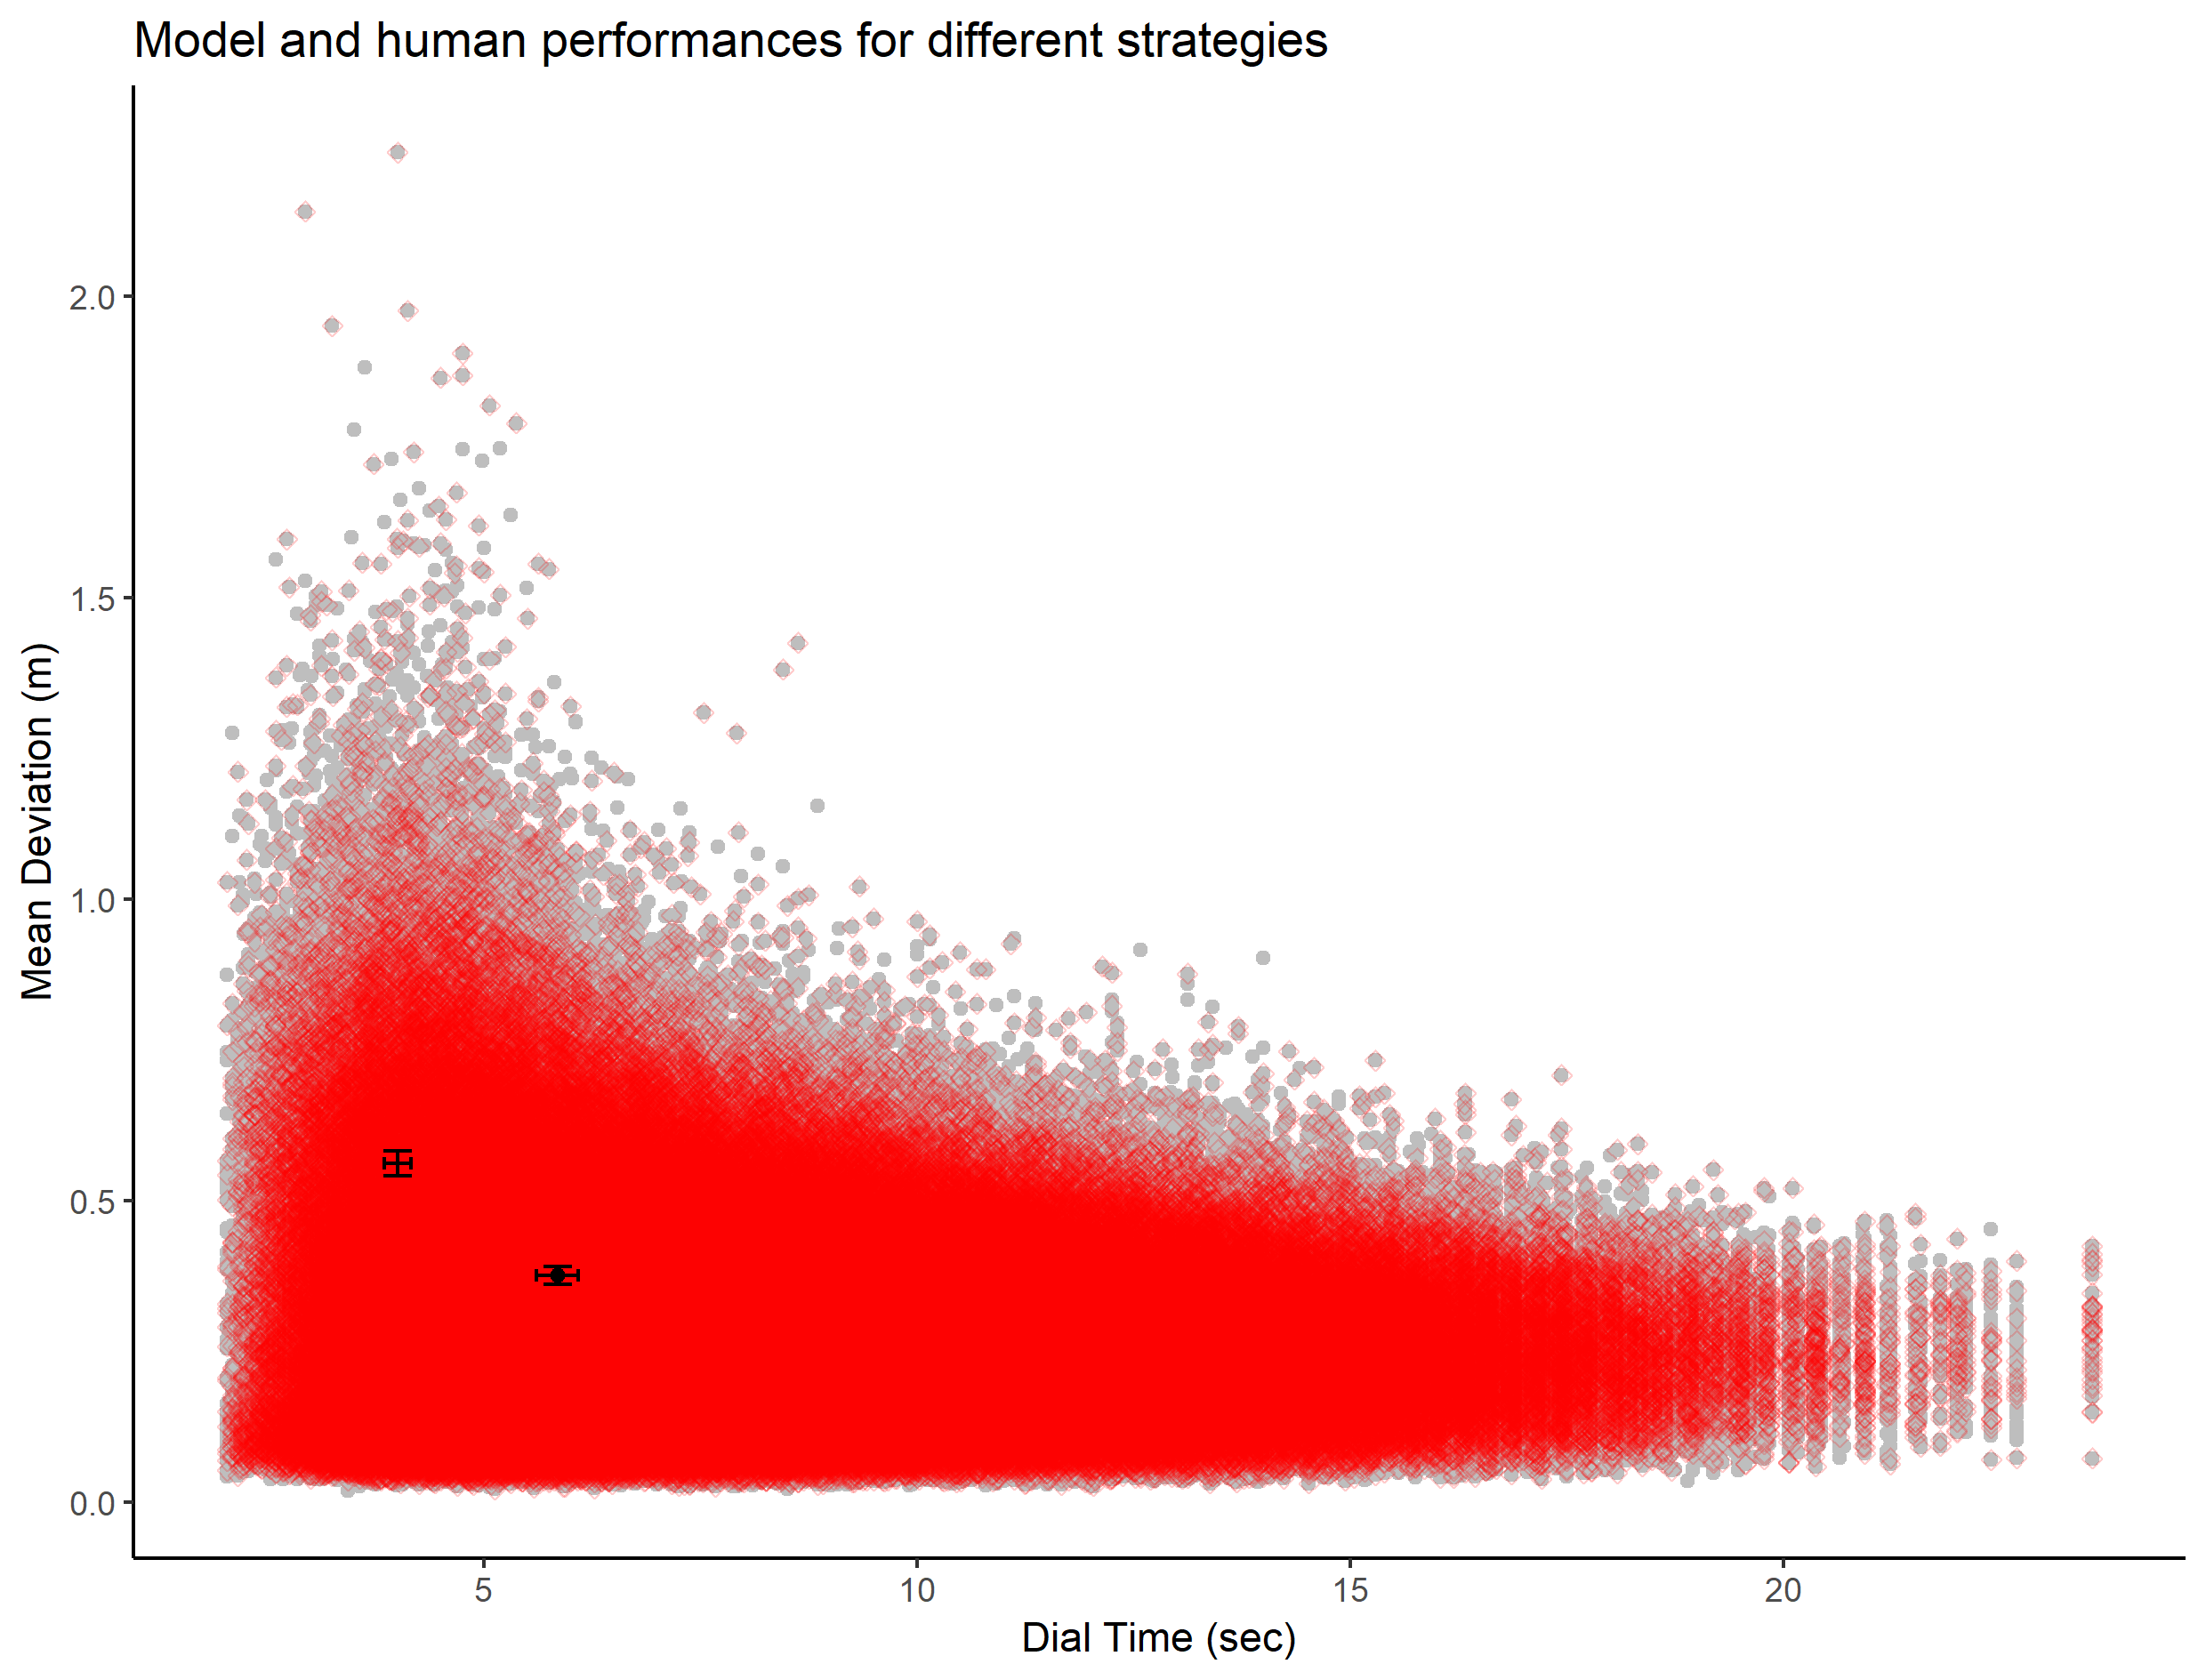 Model and human performances for different strategies
Mean Deviation (m)
2.0
1.5
1.0
0.5
0.0
5 10 15 20
Dial Time (sec)